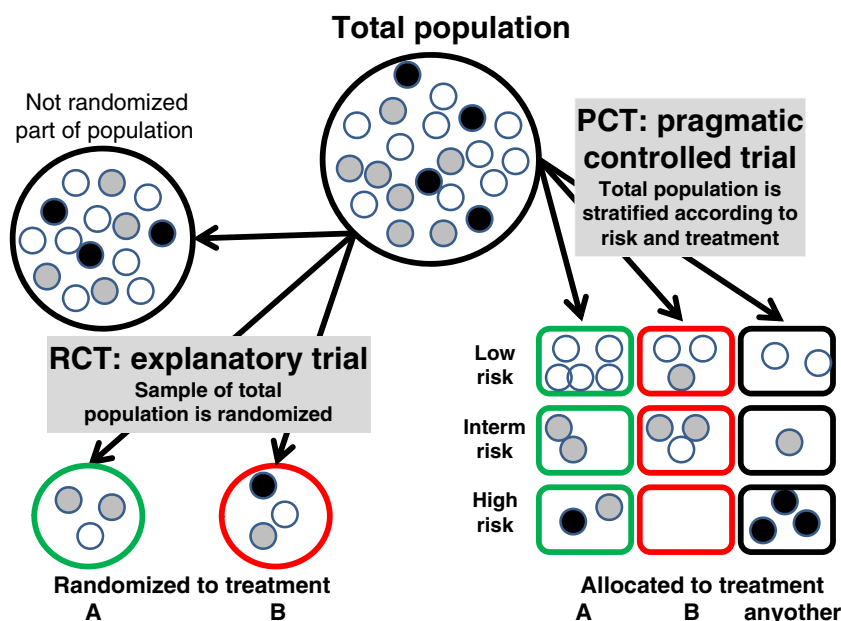 Total population
Not randomized
part of population
PCT: pragmatic
controlled trial
Total population is
stratified according to
risk and treatment
RCT: explanatory trial
Sample of total
population is randomized
Low
risk
Interm
risk
High
risk
Randomized to treatment
A B
Allocated to treatment
A B anyother